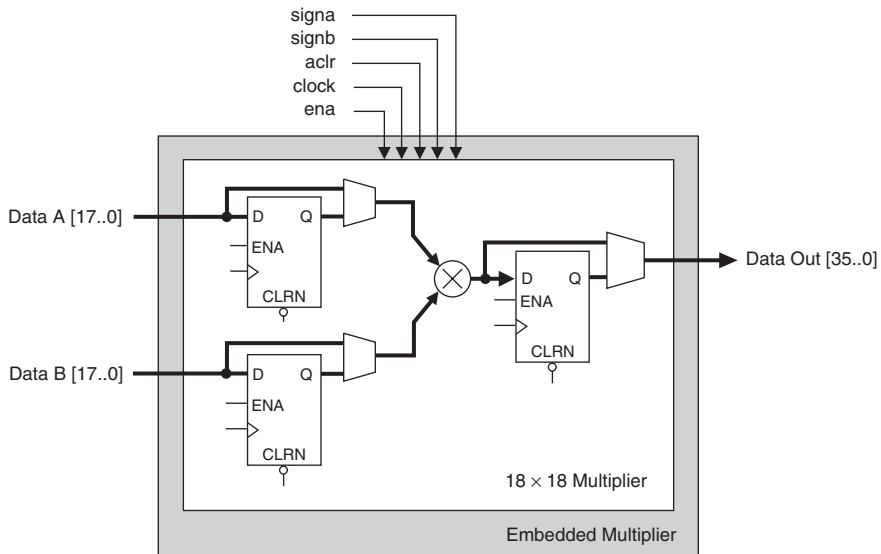 signa
signb
aclr
clock
ena
Data A [17..0]
D Q
ENA
CLRN
Data B [17..0]
D Q
ENA
CLRN
D Q
ENA
CLRN
Data Out [35..0]
18 × 18 Multiplier
Embedded Multiplier